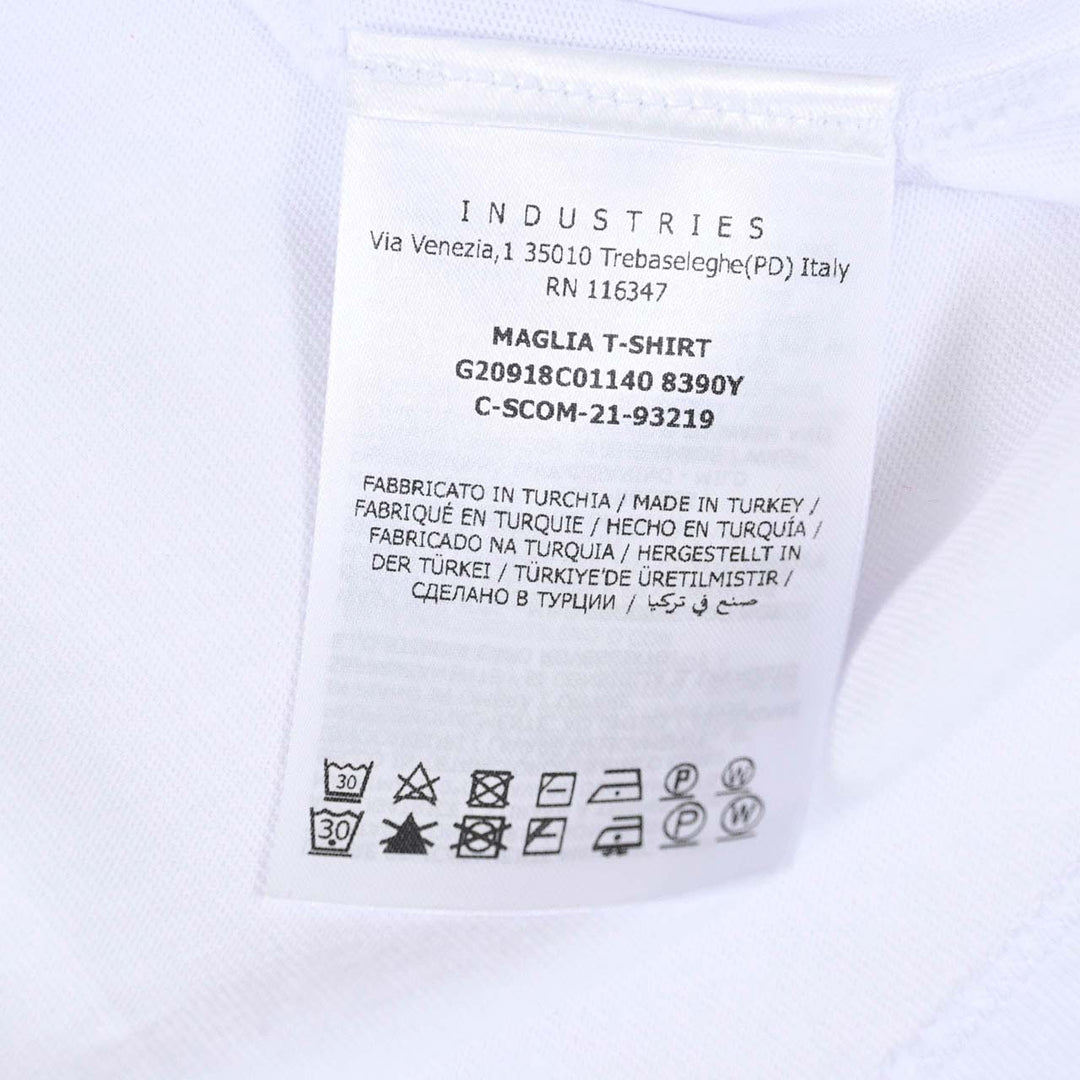 INDUSTRIES
Via Venezia,1 35010 Trebaseleghe(PD) Italy
RN 116347
MAGLIA T-SHIRT
G20918C01140 8390Y
C-SCOM-21-93219
FABBRICATO IN TURCHIA / MADE IN TURKEY /
FABRIQUÉ EN TURQUIE / HECHO EN TURQUÍA /
FABRICADO NA TURQUIA / HERGESTELLT IN
DER TÜRKEI / TÜRKIYE'DE ÜRETILMISTIR /
СДЕЛАНО В ТУРЦИИ / صنع في تركيا
30 P W
30 P W